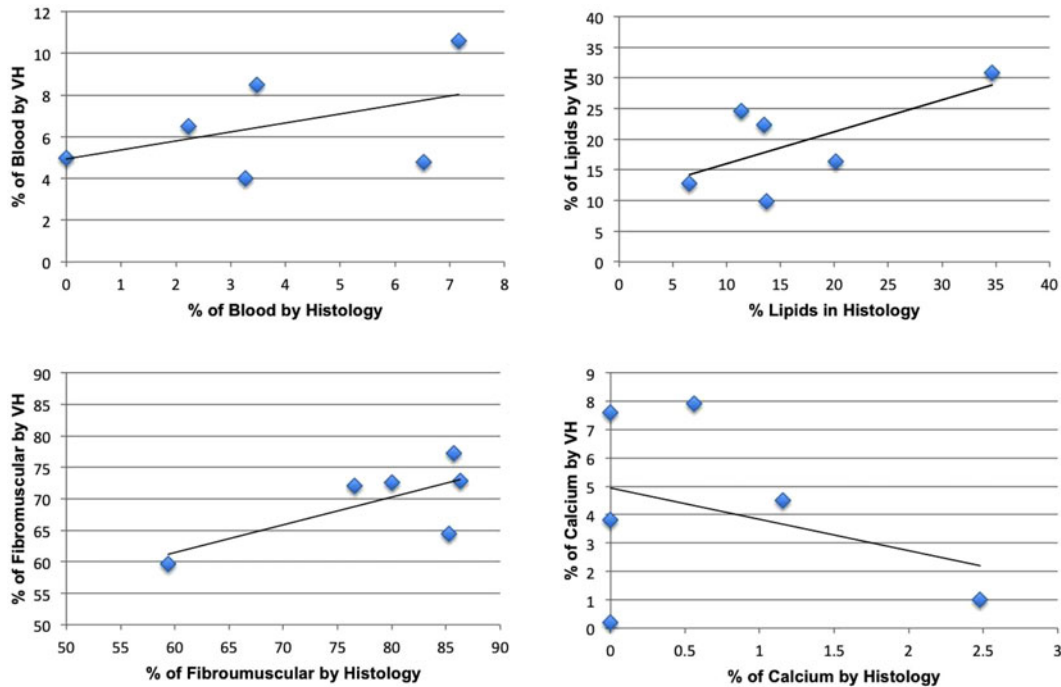 12
10
8
6
4
2
0
% of Blood by VH
0 1 2 3 4 5 6 7 8
% of Blood by Histology
40
35
30
25
20
15
10
5
0
% of Lipids by VH
0 5 10 15 20 25 30 35 40
% Lipids in Histology
90
85
80
75
70
65
60
55
50
% of Fibromuscular by VH
50 55 60 65 70 75 80 85 90
% of Fibroumuscular by Histology
9
8
7
6
5
4
3
2
1
0
% of Calcium by VH
0 0.5 1 1.5 2 2.5 3
% of Calcium by Histology